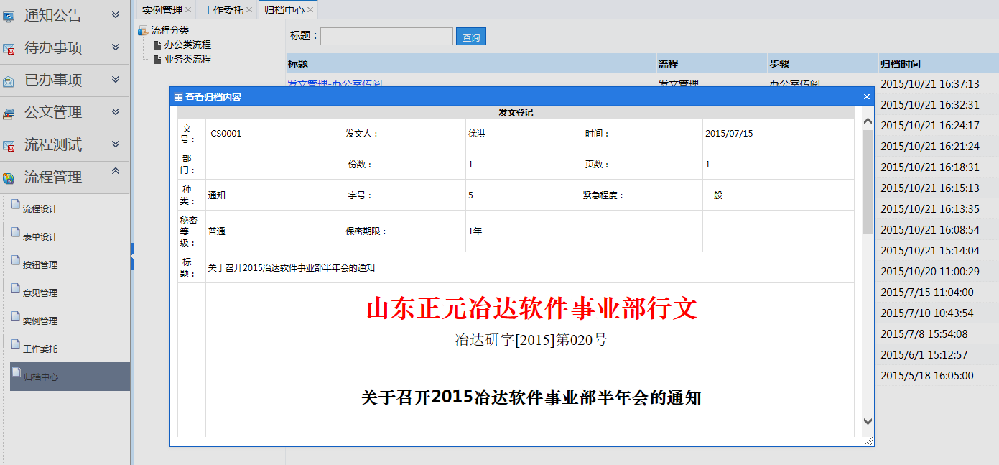 通知公告
待办事项
已办事项
公文管理
流程测试
流程管理
流程设计
表单设计
按钮管理
意见管理
实例管理
工作委托
归档中心
实例管理 工作委托 归档中心
流程分类
办公类流程
业务类流程
标题： 查询
标题 流程 步骤 归档时间
发文管理-办公室传阅 发文管理 办公室传阅 2015/10/21 16:37:13
2015/10/21 16:32:31
2015/10/21 16:24:17
2015/10/21 16:21:24
2015/10/21 16:18:31
2015/10/21 16:15:13
2015/10/21 16:13:35
2015/10/21 16:08:54
2015/10/21 15:14:04
2015/10/20 11:00:29
2015/7/15 11:04:00
2015/7/10 10:43:54
2015/7/8 15:54:08
2015/6/1 15:12:57
2015/5/18 16:05:00
查看归档内容
发文登记
文号： CS0001 发文人： 徐洪 时间： 2015/07/15
部门： 份数： 1 页数： 1
种类： 通知 字号： 5 紧急程度： 一般
秘密等级： 普通 保密期限： 1年
标题： 关于召开2015冶达软件事业部半年会的通知
山东正元冶达软件事业部行文
冶达研字[2015]第020号
关于召开2015冶达软件事业部半年会的通知